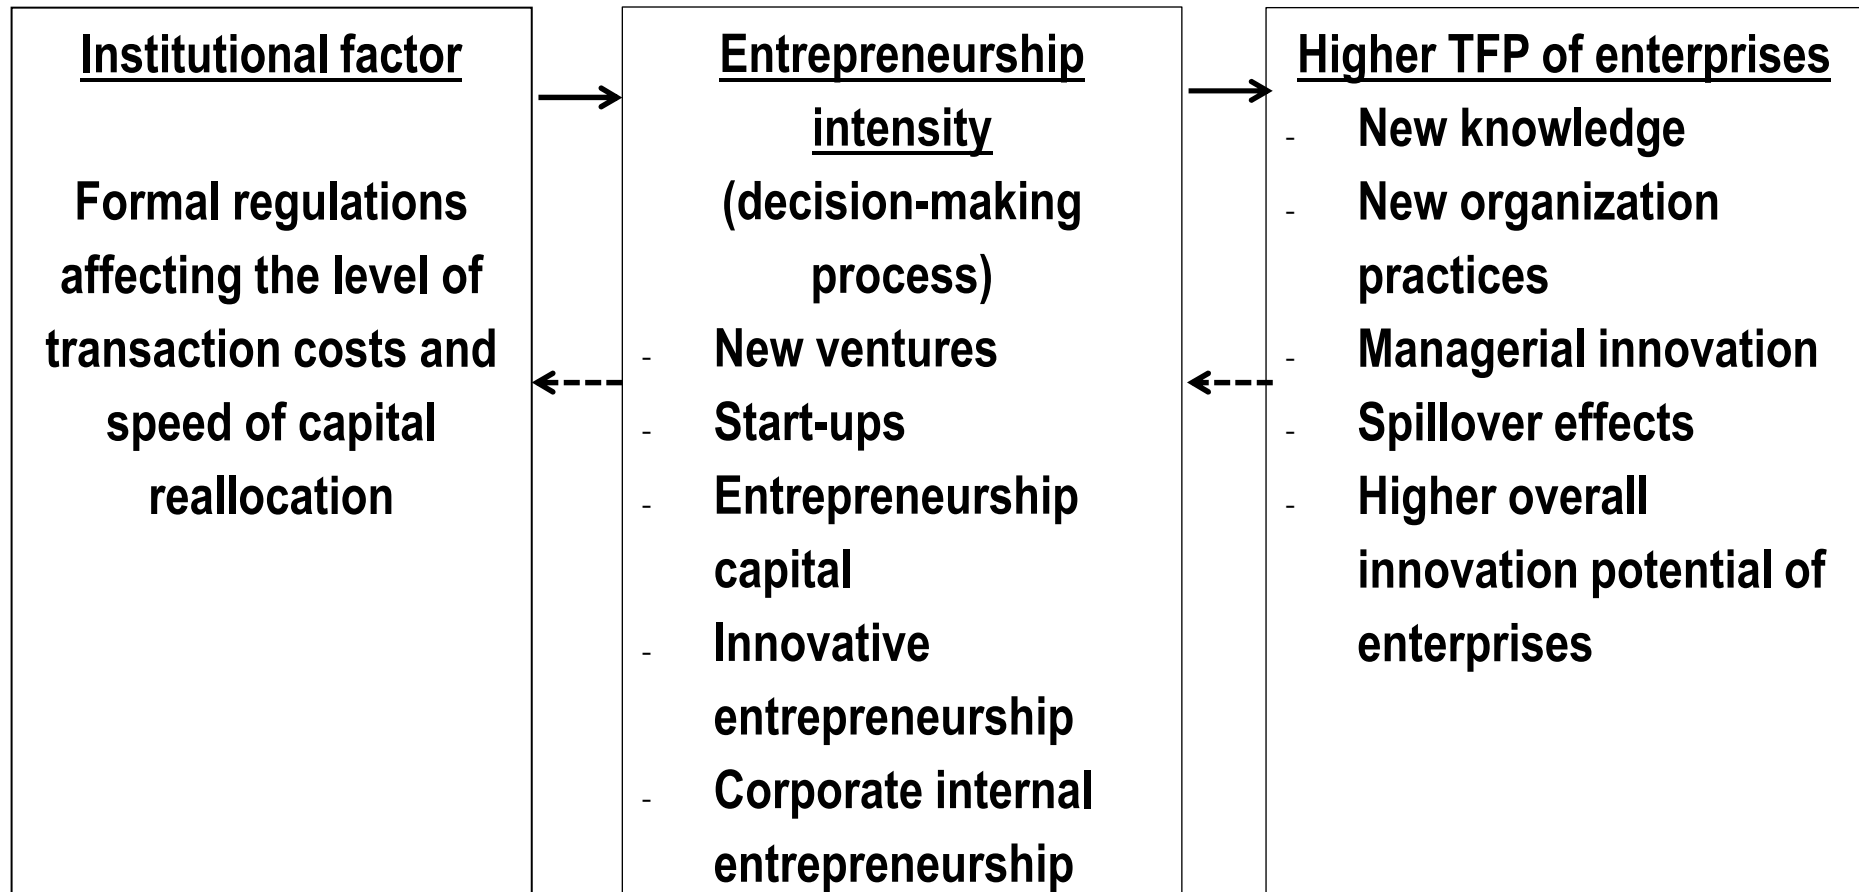 Institutional factor
Formal regulations
affecting the level of
transaction costs and
speed of capital
reallocation
Entrepreneurship
intensity
(decision-making
process)
- New ventures
- Start-ups
- Entrepreneurship
capital
- Innovative
entrepreneurship
- Corporate internal
entrepreneurship
Higher TFP of enterprises
- New knowledge
- New organization
practices
- Managerial innovation
- Spillover effects
- Higher overall
innovation potential of
enterprises